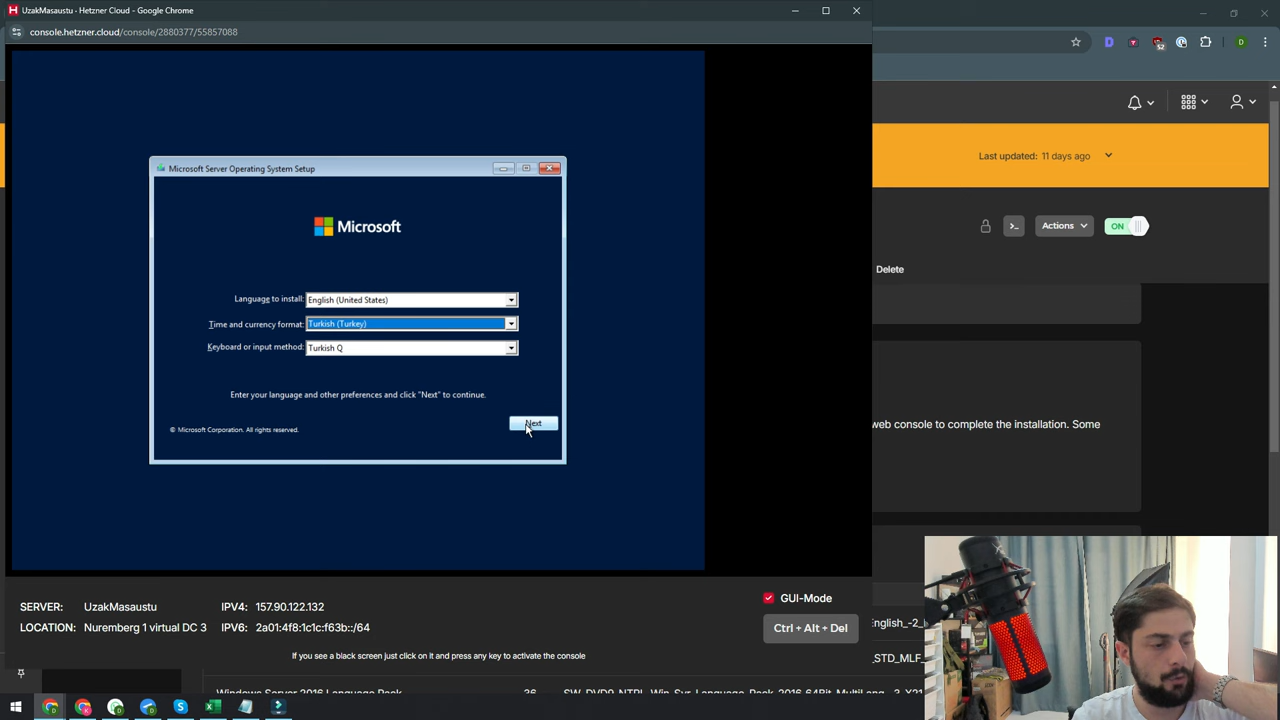 UzakMasaustu - Hetzner Cloud - Google Chrome
console.hetzner.cloud/console/2880377/55857088
Last updated: 11 days ago
Microsoft Server Operating System Setup
Microsoft
Actions
ON
Delete
Language to install: English (United States)
Time and currency format: Turkish (Turkey)
Keyboard or input method: Turkish Q
Enter your language and other preferences and click "Next" to continue.
Next
© Microsoft Corporation. All rights reserved.
web console to complete the installation. Some
SERVER: UzakMasaustu IPV4: 157.90.122.132
LOCATION: Nuremberg 1 virtual DC 3 IPV6: 2a01:4f8:1c1c:f63b::/64
GUI-Mode
Ctrl + Alt + Del
If you see a black screen just click on it and press any key to activate the console
English_-2_
_STD_MLF_
Windows Server 2016 Language Pack 36 SW_DVD9_NTRL_Win_Svr_Language_Pack_2016_64Bit_MultiLang_